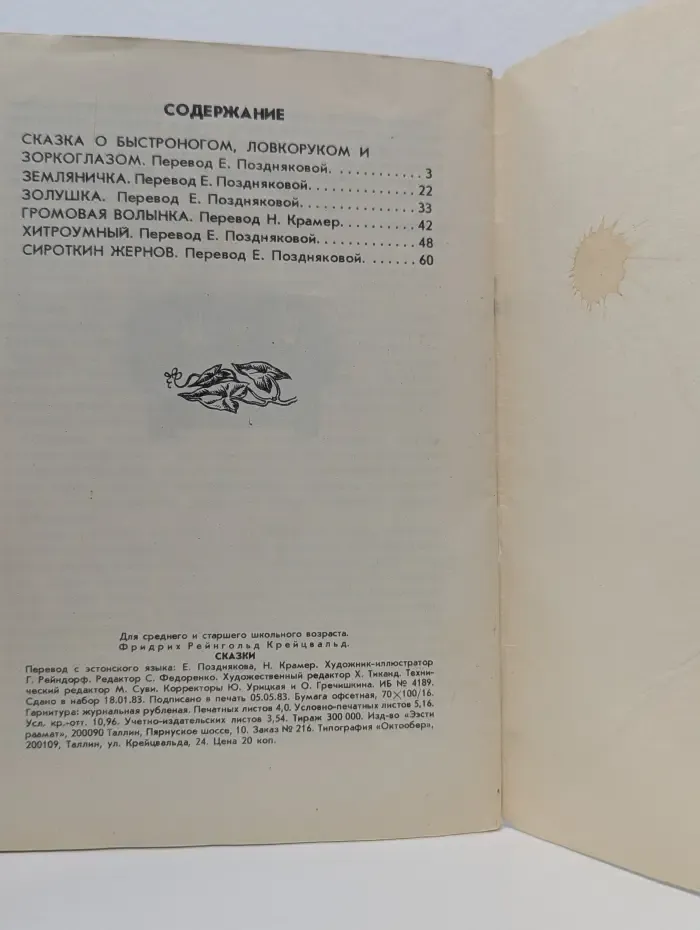 СОДЕРЖАНИЕ
СКАЗКА О БЫСТРОНОГОМ, ЛОВКОРУКОМ И
ЗОРКОГЛАЗОМ. Перевод Е. Поздняковой. . . . . . . . . . . . 3
ЗЕМЛЯНИЧКА. Перевод Е. Поздняковой. . . . . . . . . . . . . 22
ЗОЛУШКА. Перевод Е. Поздняковой. . . . . . . . . . . . . . 33
ГРОМОВАЯ ВОЛЫНКА. Перевод Н. Крамер. . . . . . . . . . 42
ХИТРОУМНЫЙ. Перевод Е. Поздняковой. . . . . . . . . . . . 48
СИРОТКИН ЖЕРНОВ. Перевод Е. Поздняковой. . . . . . . 60
Для среднего и старшего школьного возраста.
Фридрих Рейнгольд Крейцвальд.
СКАЗКИ
Перевод с эстонского языка: Е. Позднякова, Н. Крамер. Художник-иллюстратор
Г. Рейндорф. Редактор С. Федоренко. Художественный редактор Х. Тиканд. Техни-
ческий редактор М. Суви. Корректоры Ю. Урицкая и О. Гречишкина. ИБ № 4189.
Сдано в набор 18.01.83. Подписано в печать 05.05.83. Бумага офсетная, 70×100/16.
Гарнитура: журнальная рубленая. Печатных листов 4,0. Условно-печатных листов 5,16.
Усл. кр.-отт. 10,96. Учетно-издательских листов 3,54. Тираж 300 000. Изд-во «Ээсти
раамат», 200090 Таллин, Пярнуское шоссе, 10. Заказ № 216. Типография «Октообер»,
200109, Таллин, ул. Крейцвальда, 24. Цена 20 коп.